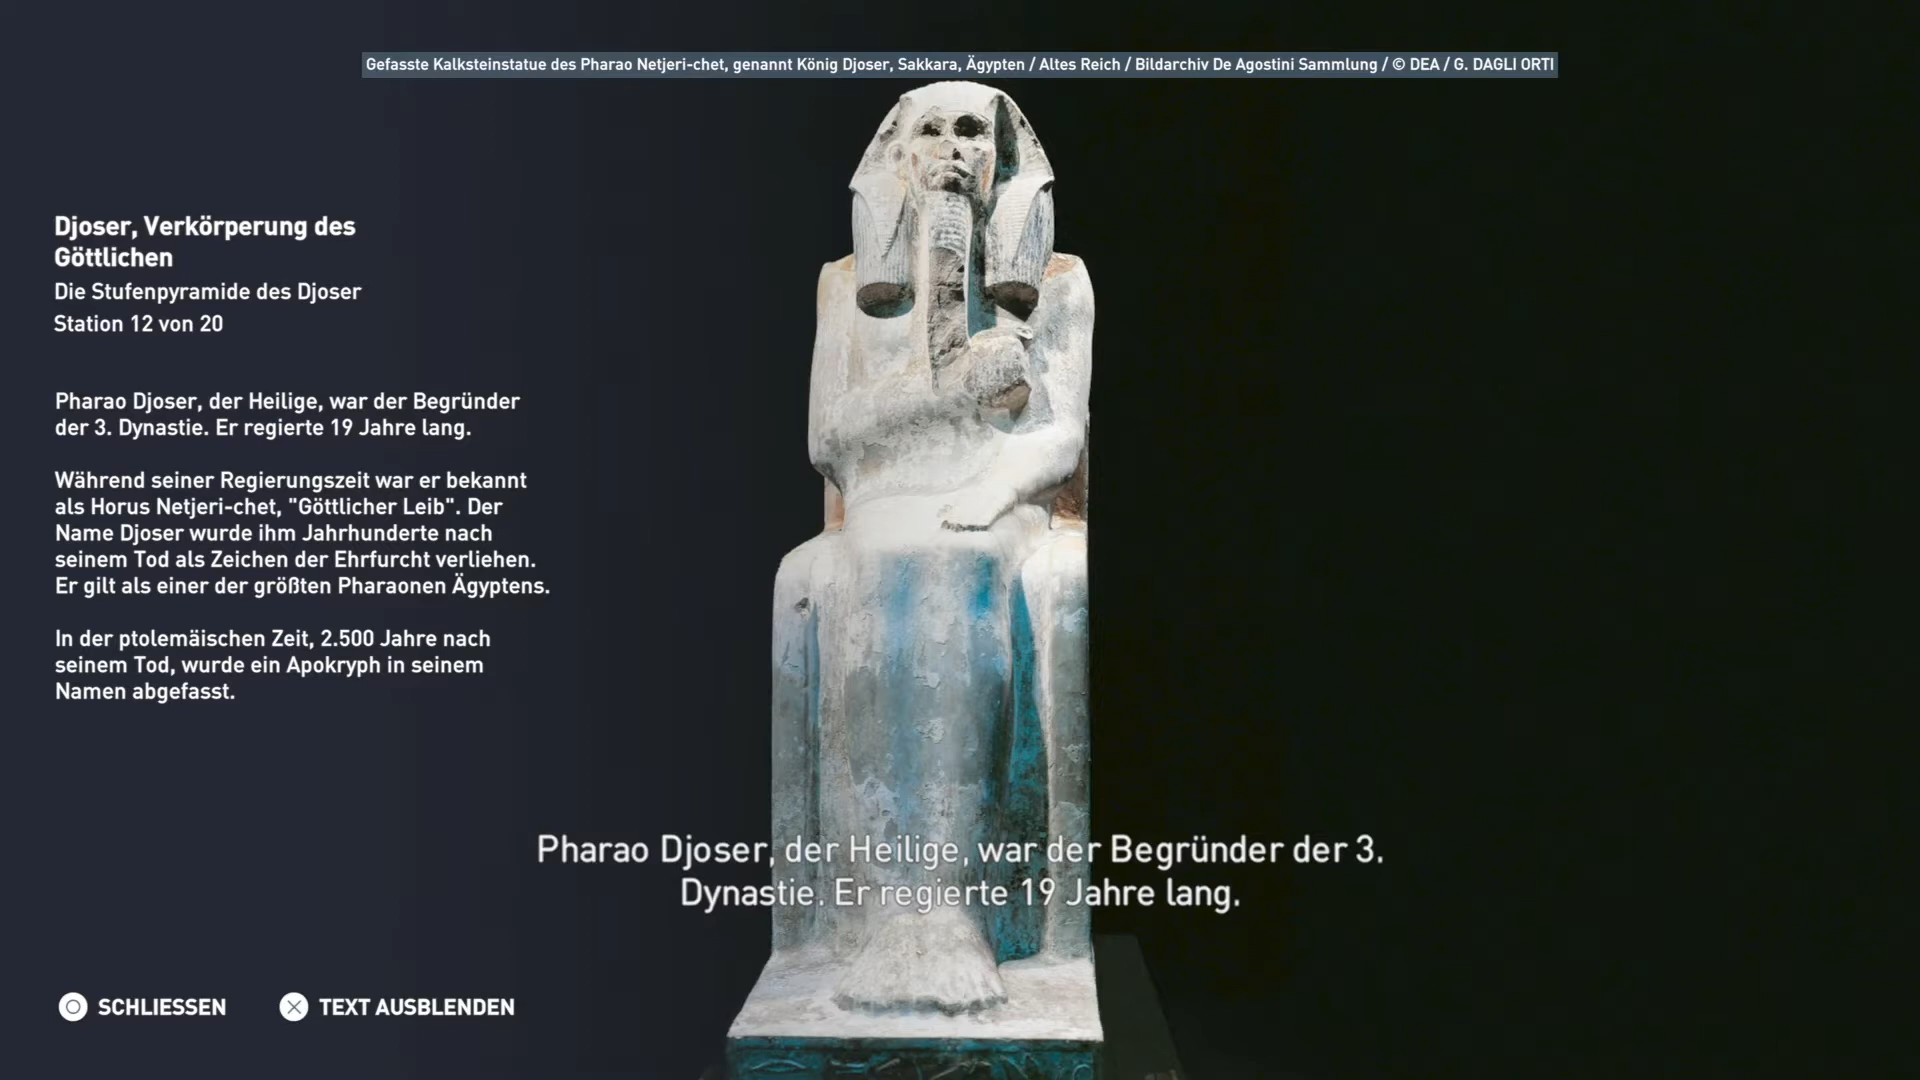 Gefasste Kalksteinstatue des Pharao Netjeri-chet, genannt König Djoser, Sakkara, Ägypten / Altes Reich / Bildarchiv De Agostini Sammlung / © DEA / G. DAGLI ORTI
Djoser, Verkörperung des
Göttlichen
Die Stufenpyramide des Djoser
Station 12 von 20
Pharao Djoser, der Heilige, war der Begründer
der 3. Dynastie. Er regierte 19 Jahre lang.
Während seiner Regierungszeit war er bekannt
als Horus Netjeri-chet, "Göttlicher Leib". Der
Name Djoser wurde ihm Jahrhunderte nach
seinem Tod als Zeichen der Ehrfurcht verliehen.
Er gilt als einer der größten Pharaonen Ägyptens.
In der ptolemäischen Zeit, 2.500 Jahre nach
seinem Tod, wurde ein Apokryph in seinem
Namen abgefasst.
Pharao Djoser, der Heilige, war der Begründer der 3.
Dynastie. Er regierte 19 Jahre lang.
SCHLIESSEN
TEXT AUSBLENDEN